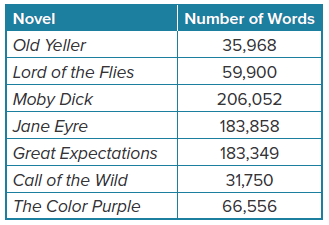 Novel Number of Words
Old Yeller 35,968
Lord of the Flies 59,900
Moby Dick 206,052
Jane Eyre 183,858
Great Expectations 183,349
Call of the Wild 31,750
The Color Purple 66,556